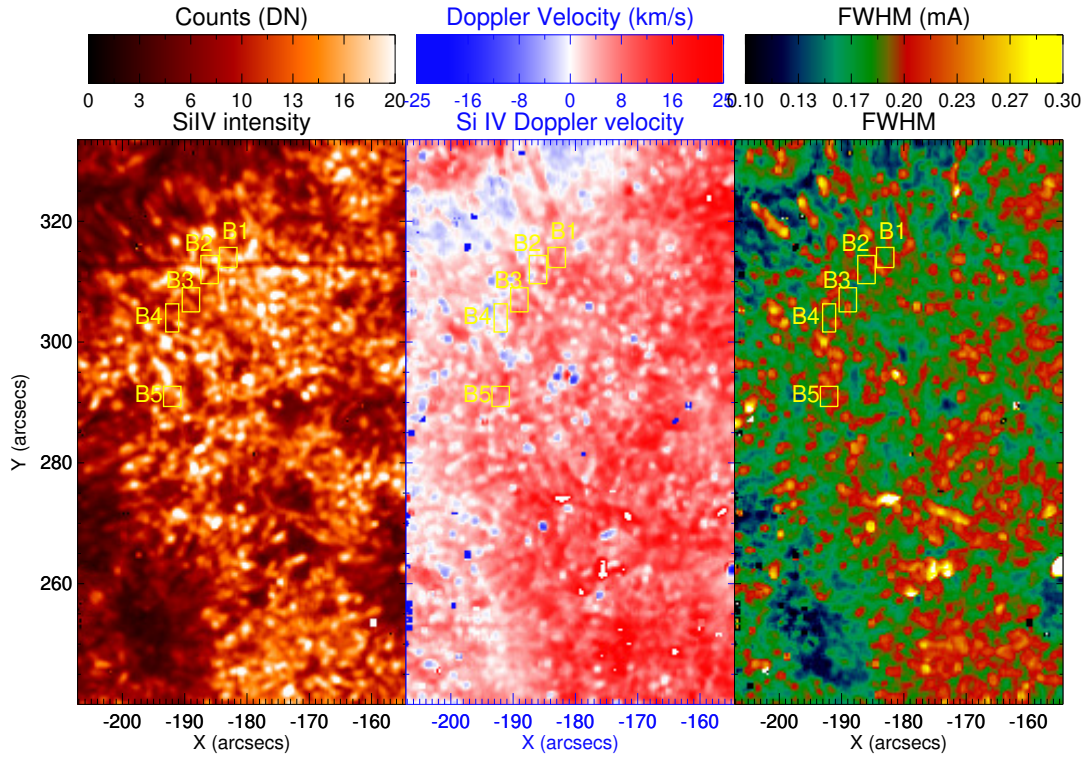 Counts (DN) Doppler Velocity (km/s) FWHM (mA)
0 3 6 10 13 16 20 -25 -16 -8 0 8 16 24 0.10 0.13 0.17 0.20 0.23 0.27 0.30
SiIV intensity Si IV Doppler velocity FWHM
320
300
280
260
Y (arcsecs)
B1 B1 B1
B2 B2 B2
B3 B3 B3
B4 B4 B4
B5 B5 B5
-200 -190 -180 -170 -160 -200 -190 -180 -170 -160 -200 -190 -180 -170 -160
X (arcsecs) X (arcsecs) X (arcsecs)